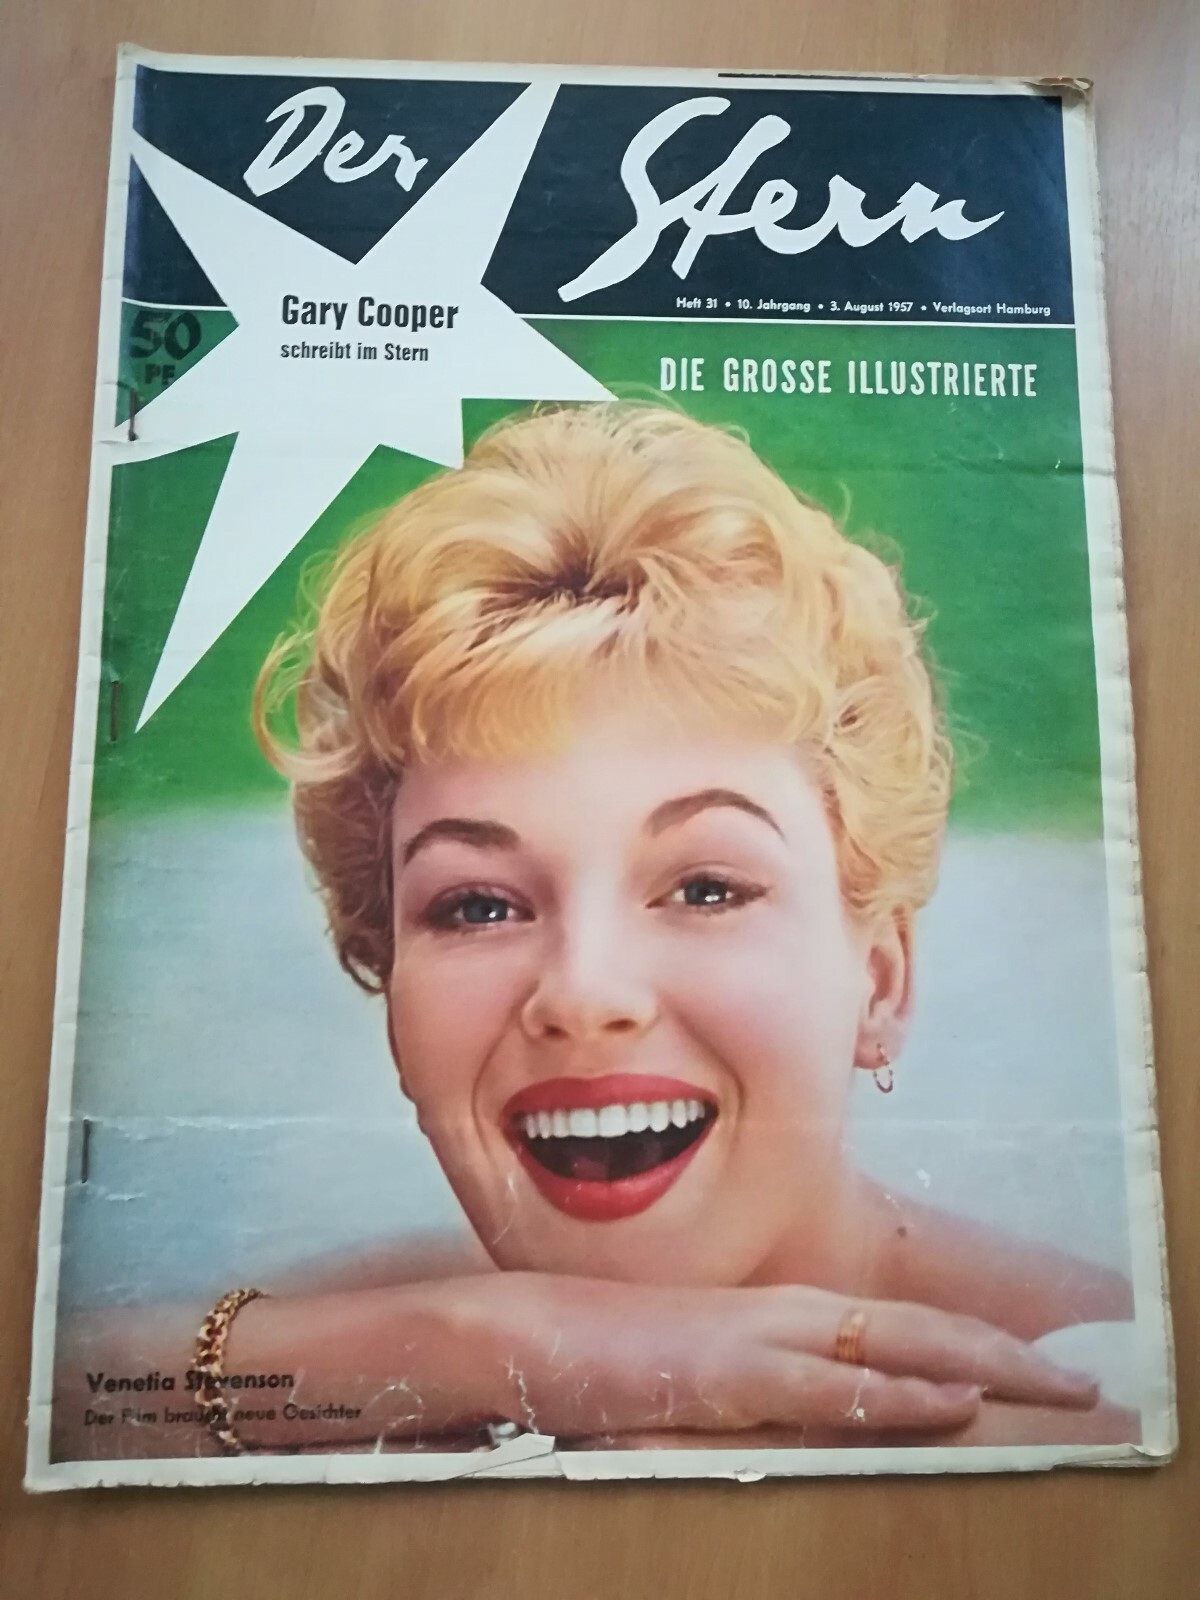 Der Stern
Heft 31 • 10. Jahrgang • 3. August 1957 • Verlagsort Hamburg
Gary Cooper
schreibt im Stern
50
PF
DIE GROSSE ILLUSTRIERTE
Venetia Stevenson
Der Film braucht neue Gesichter